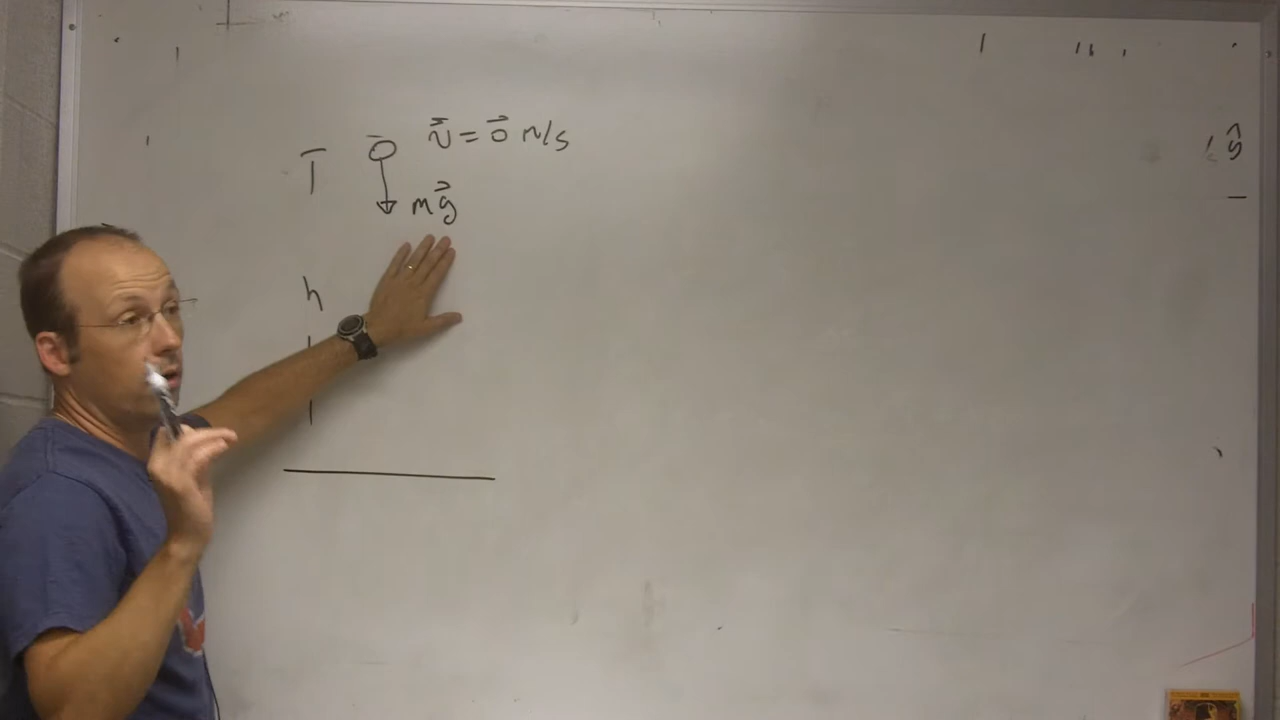 v⃗ = 0⃗ m/s
mg⃗
h